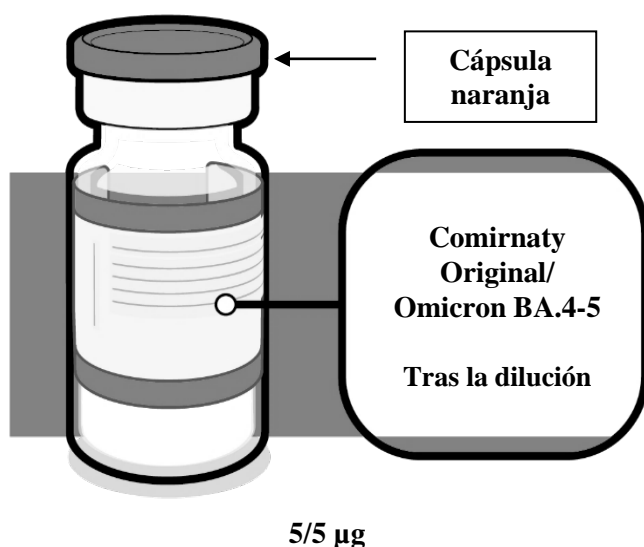 Cápsula
naranja
Comirnaty
Original/
Omicron BA.4-5
Tras la dilución
5/5 µg